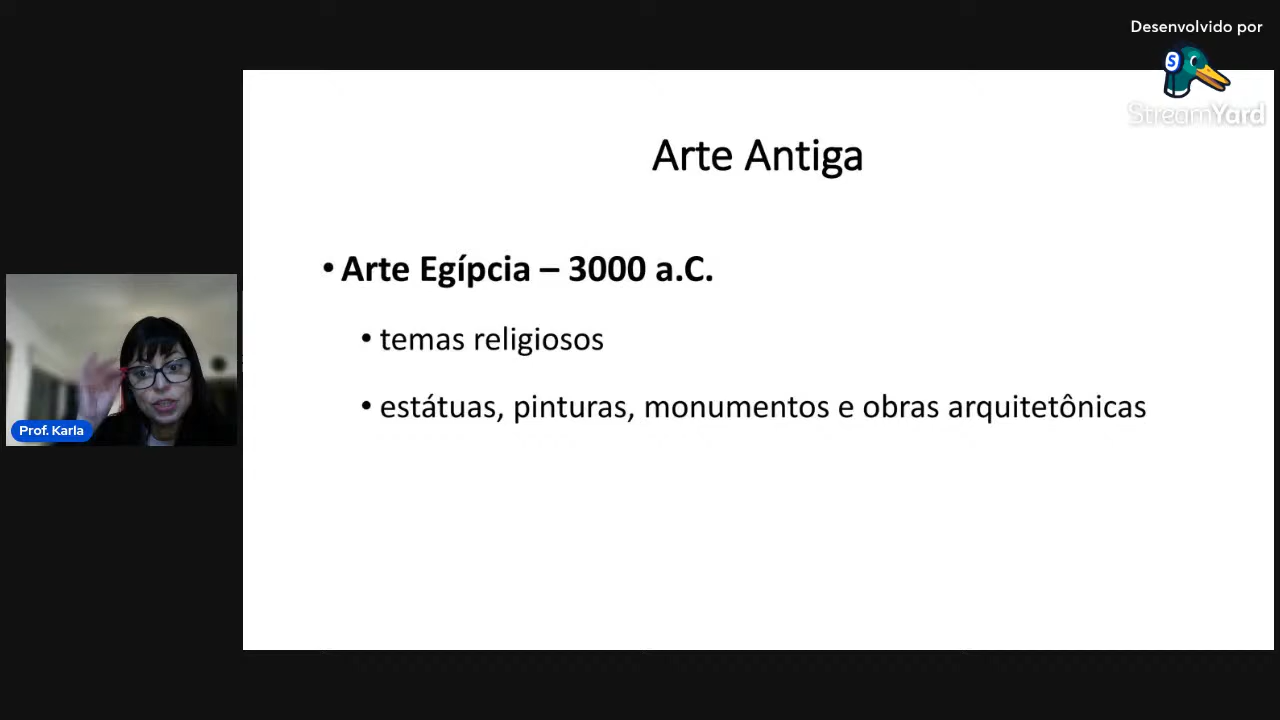 Desenvolvido por
S
StreamYard
Arte Antiga
• Arte Egípcia – 3000 a.C.
• temas religiosos
• estátuas, pinturas, monumentos e obras arquitetônicas
Prof. Karla